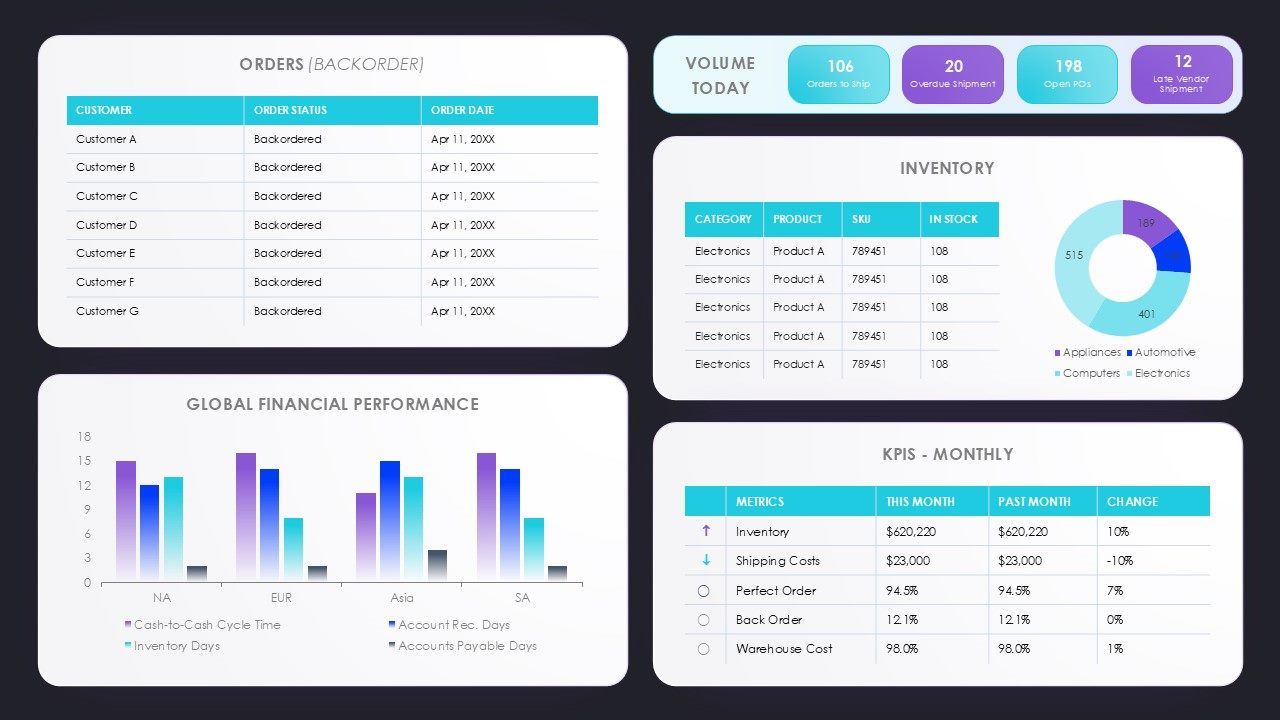 ORDERS (BACKORDER)
CUSTOMER ORDER STATUS ORDER DATE
Customer A Backordered Apr 11, 20XX
Customer B Backordered Apr 11, 20XX
Customer C Backordered Apr 11, 20XX
Customer D Backordered Apr 11, 20XX
Customer E Backordered Apr 11, 20XX
Customer F Backordered Apr 11, 20XX
Customer G Backordered Apr 11, 20XX
VOLUME
TODAY
106
Orders to Ship
20
Overdue Shipment
198
Open POs
12
Late Vendor
Shipment
INVENTORY
CATEGORY PRODUCT SKU IN STOCK
Electronics Product A 789451 108
Electronics Product A 789451 108
Electronics Product A 789451 108
Electronics Product A 789451 108
Electronics Product A 789451 108
189
515
401
Appliances Automotive
Computers Electronics
GLOBAL FINANCIAL PERFORMANCE
18
15
12
9
6
3
0
NA EUR Asia SA
Cash-to-Cash Cycle Time Account Rec. Days
Inventory Days Accounts Payable Days
KPIS - MONTHLY
METRICS THIS MONTH PAST MONTH CHANGE
↑ Inventory $620,220 $620,220 10%
↓ Shipping Costs $23,000 $23,000 -10%
Perfect Order 94.5% 94.5% 7%
Back Order 12.1% 12.1% 0%
Warehouse Cost 98.0% 98.0% 1%